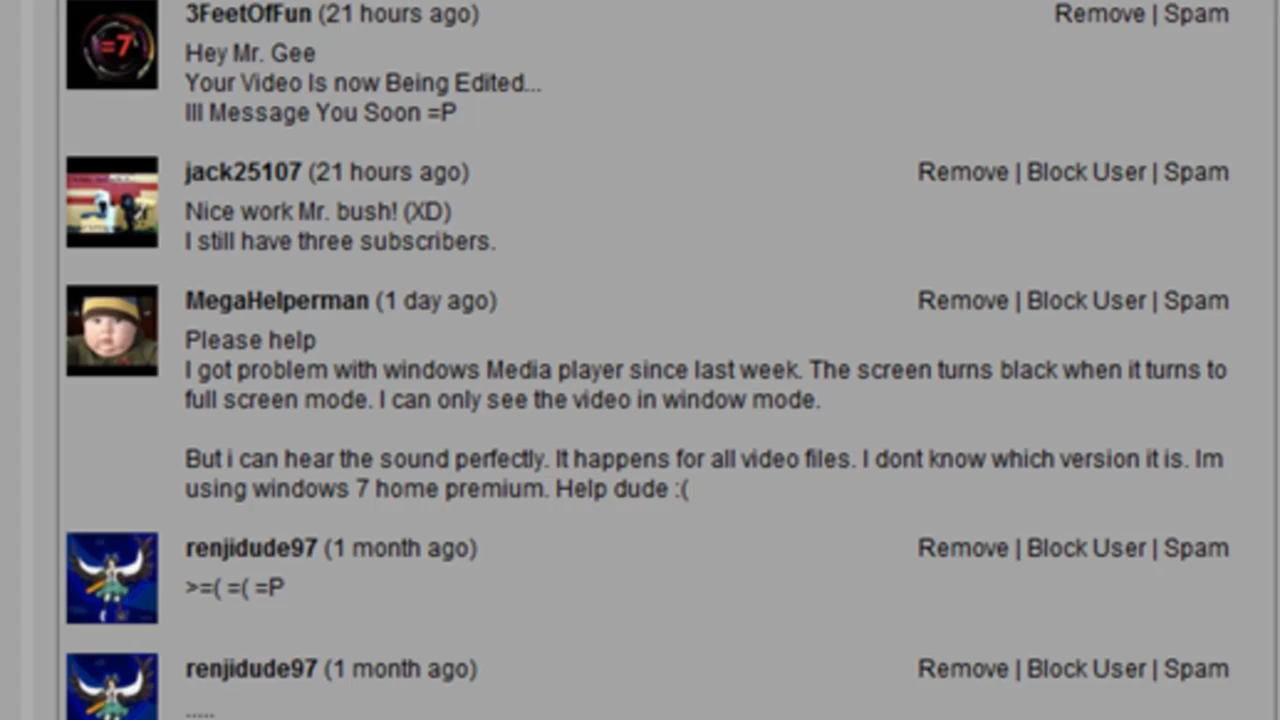 3FeetOfFun (21 hours ago) Remove | Spam
=7
Hey Mr. Gee
Your Video Is now Being Edited...
Ill Message You Soon =P
jack25107 (21 hours ago) Remove | Block User | Spam
Nice work Mr. bush! (XD)
I still have three subscribers.
MegaHelperman (1 day ago) Remove | Block User | Spam
Please help
I got problem with windows Media player since last week. The screen turns black when it turns to
full screen mode. I can only see the video in window mode.
But i can hear the sound perfectly. It happens for all video files. I dont know which version it is. Im
using windows 7 home premium. Help dude :(
renjidude97 (1 month ago) Remove | Block User | Spam
>=( =( =P
renjidude97 (1 month ago) Remove | Block User | Spam
.....